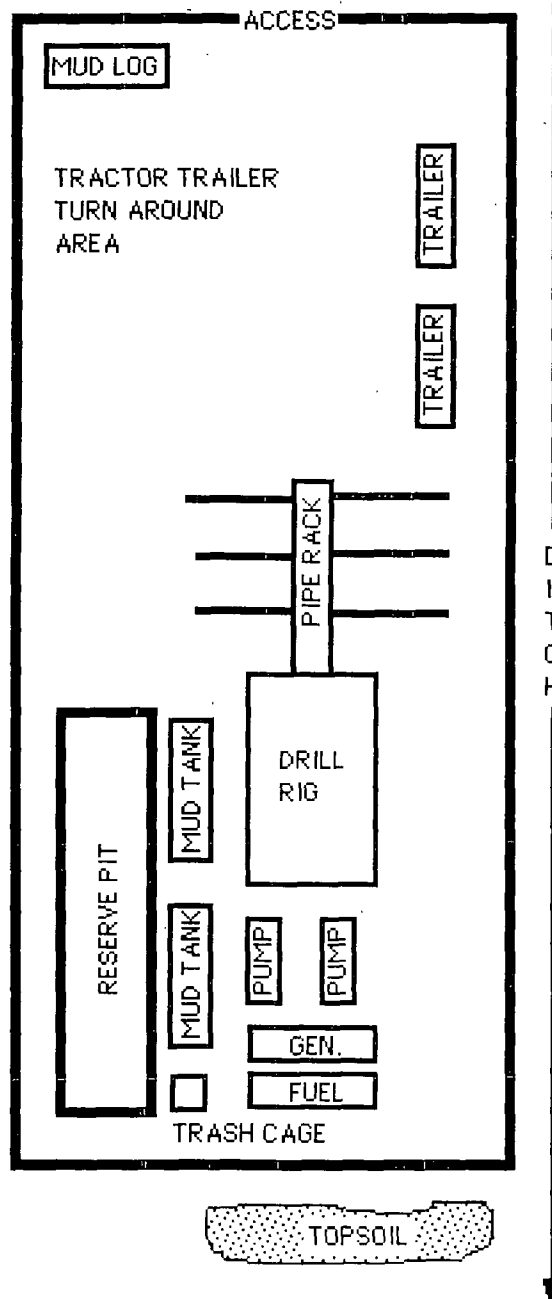 ACCESS
MUD LOG
TRACTOR TRAILER
TURN AROUND
AREA
TRAILER
TRAILER
PIPE RACK
DRILL
RIG
MUD TANK
RESERVE PIT
MUD TANK
PUMP
PUMP
GEN.
FUEL
TRASH CAGE
TOPSOIL